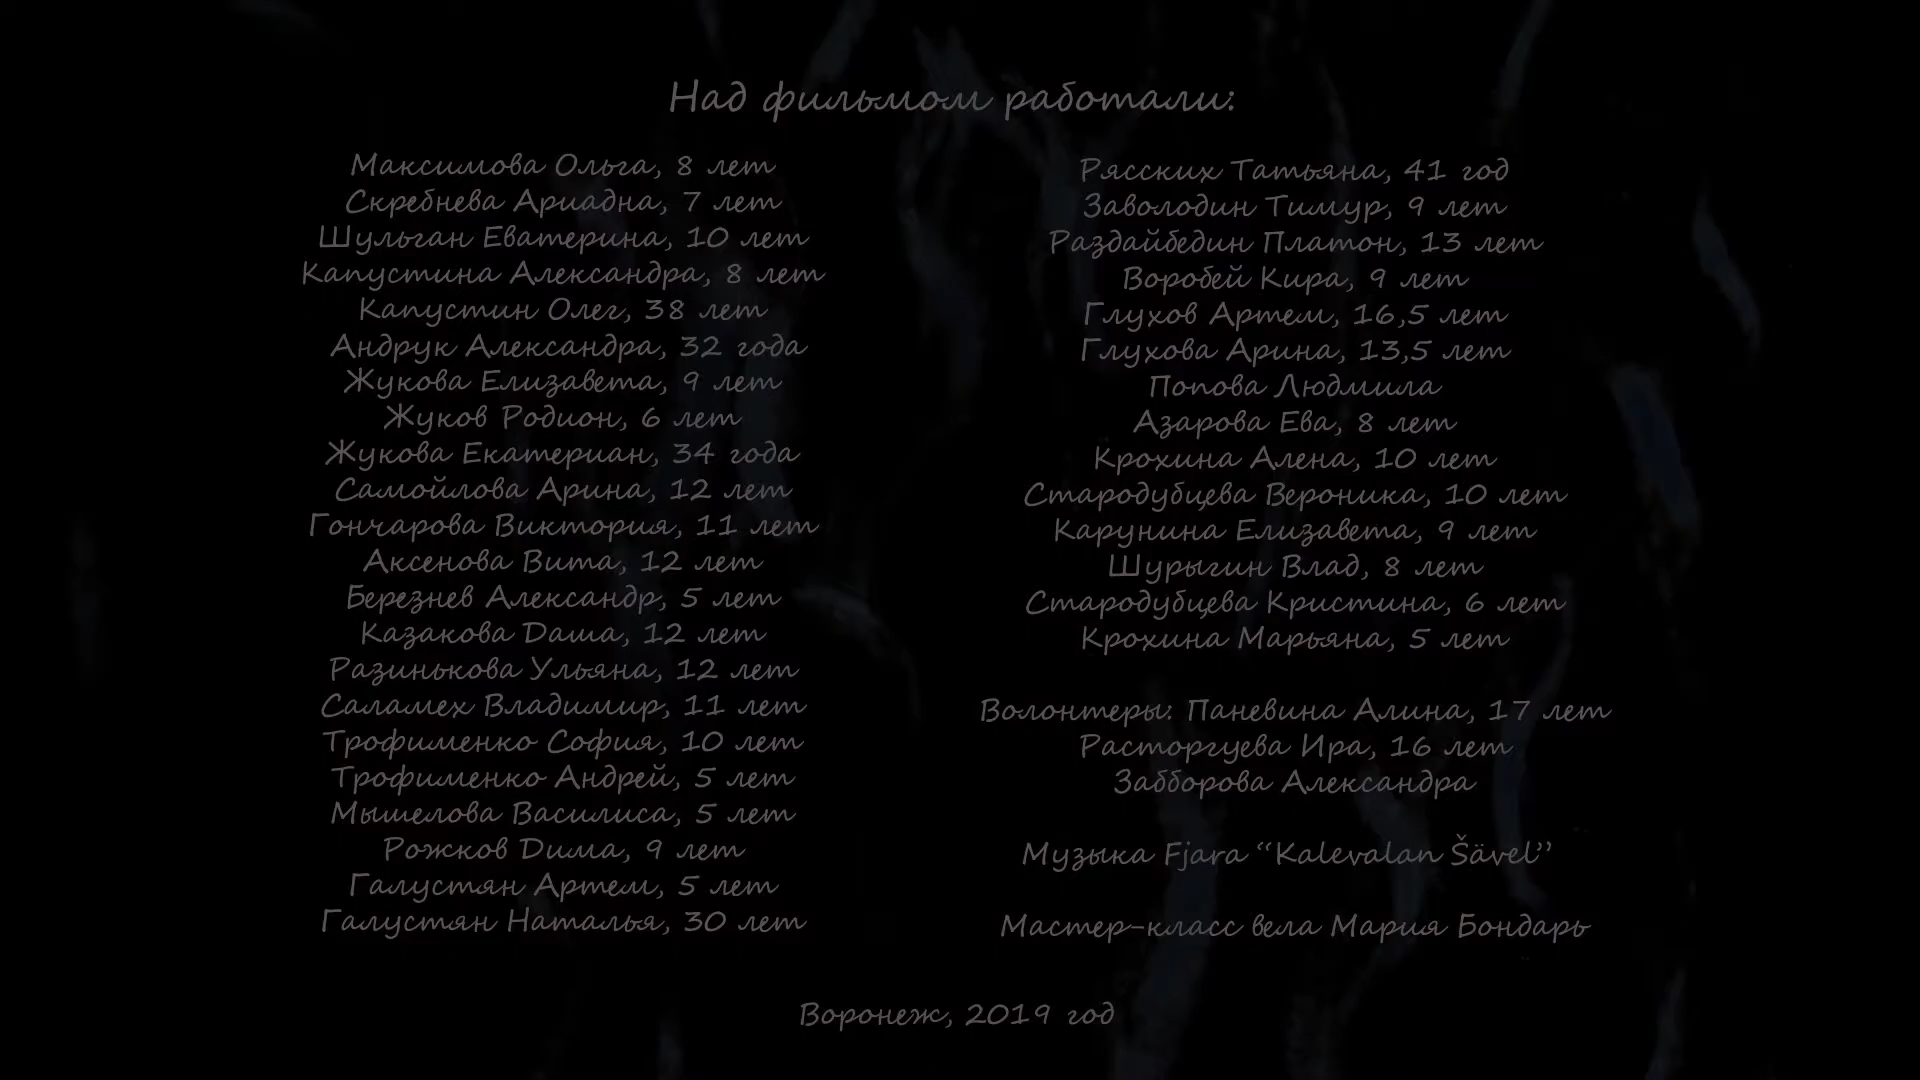 Над фильмом работали:
Максимова Ольга, 8 лет
Скребнева Ариадна, 7 лет
Шульган Еватерина, 10 лет
Капустина Александра, 8 лет
Капустин Олег, 38 лет
Андрук Александра, 32 года
Жукова Елизавета, 9 лет
Жуков Родион, 6 лет
Жукова Екатериан, 34 года
Самойлова Арина, 12 лет
Гончарова Виктория, 11 лет
Аксенова Вита, 12 лет
Березнев Александр, 5 лет
Казакова Даша, 12 лет
Разинькова Ульяна, 12 лет
Саламех Владимир, 11 лет
Трофименко София, 10 лет
Трофименко Андрей, 5 лет
Мышелова Василиса, 5 лет
Рожков Дима, 9 лет
Галустян Артем, 5 лет
Галустян Наталья, 30 лет
Рясских Татьяна, 41 год
Заволодин Тимур, 9 лет
Раздайбедин Платон, 13 лет
Воробей Кира, 9 лет
Глухов Артем, 16,5 лет
Глухова Арина, 13,5 лет
Попова Людмила
Азарова Ева, 8 лет
Крохина Алена, 10 лет
Стародубцева Вероника, 10 лет
Карунина Елизавета, 9 лет
Шурыгин Влад, 8 лет
Стародубцева Кристина, 6 лет
Крохина Марьяна, 5 лет
Волонтеры: Паневина Алина, 17 лет
Расторгуева Ира, 16 лет
Забборова Александра
Музыка Fjara “Kalevalan Šävel”
Мастер-класс вела Мария Бондарь
Воронеж, 2019 год